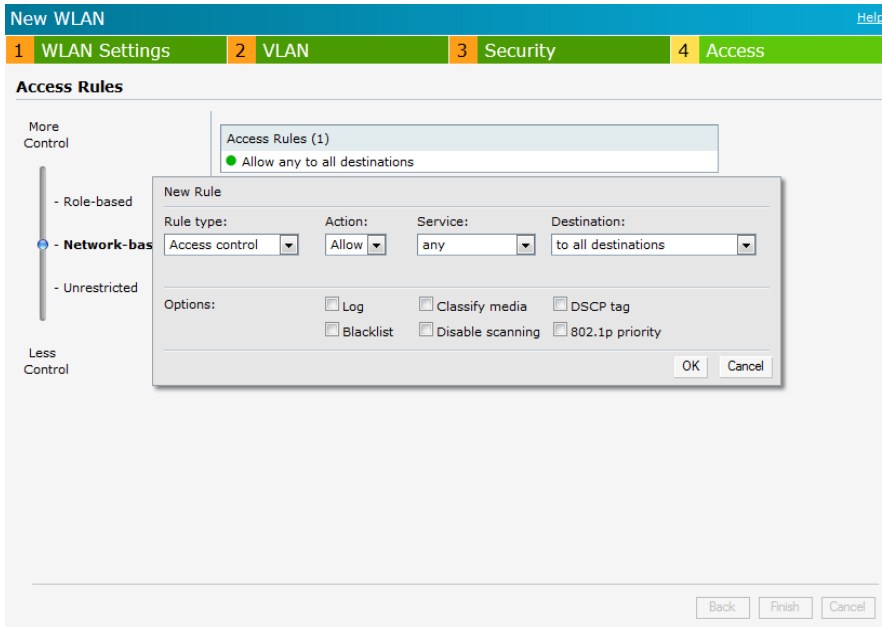 New WLAN Help
1 WLAN Settings 2 VLAN 3 Security 4 Access
Access Rules
More
Control
- Role-based
- Network-bas
- Unrestricted
Less
Control
Access Rules (1)
Allow any to all destinations
New Rule
Rule type: Action: Service: Destination:
Access control Allow any to all destinations
Options: Log Classify media DSCP tag
Blacklist Disable scanning 802.1p priority
OK Cancel
Back Finish Cancel